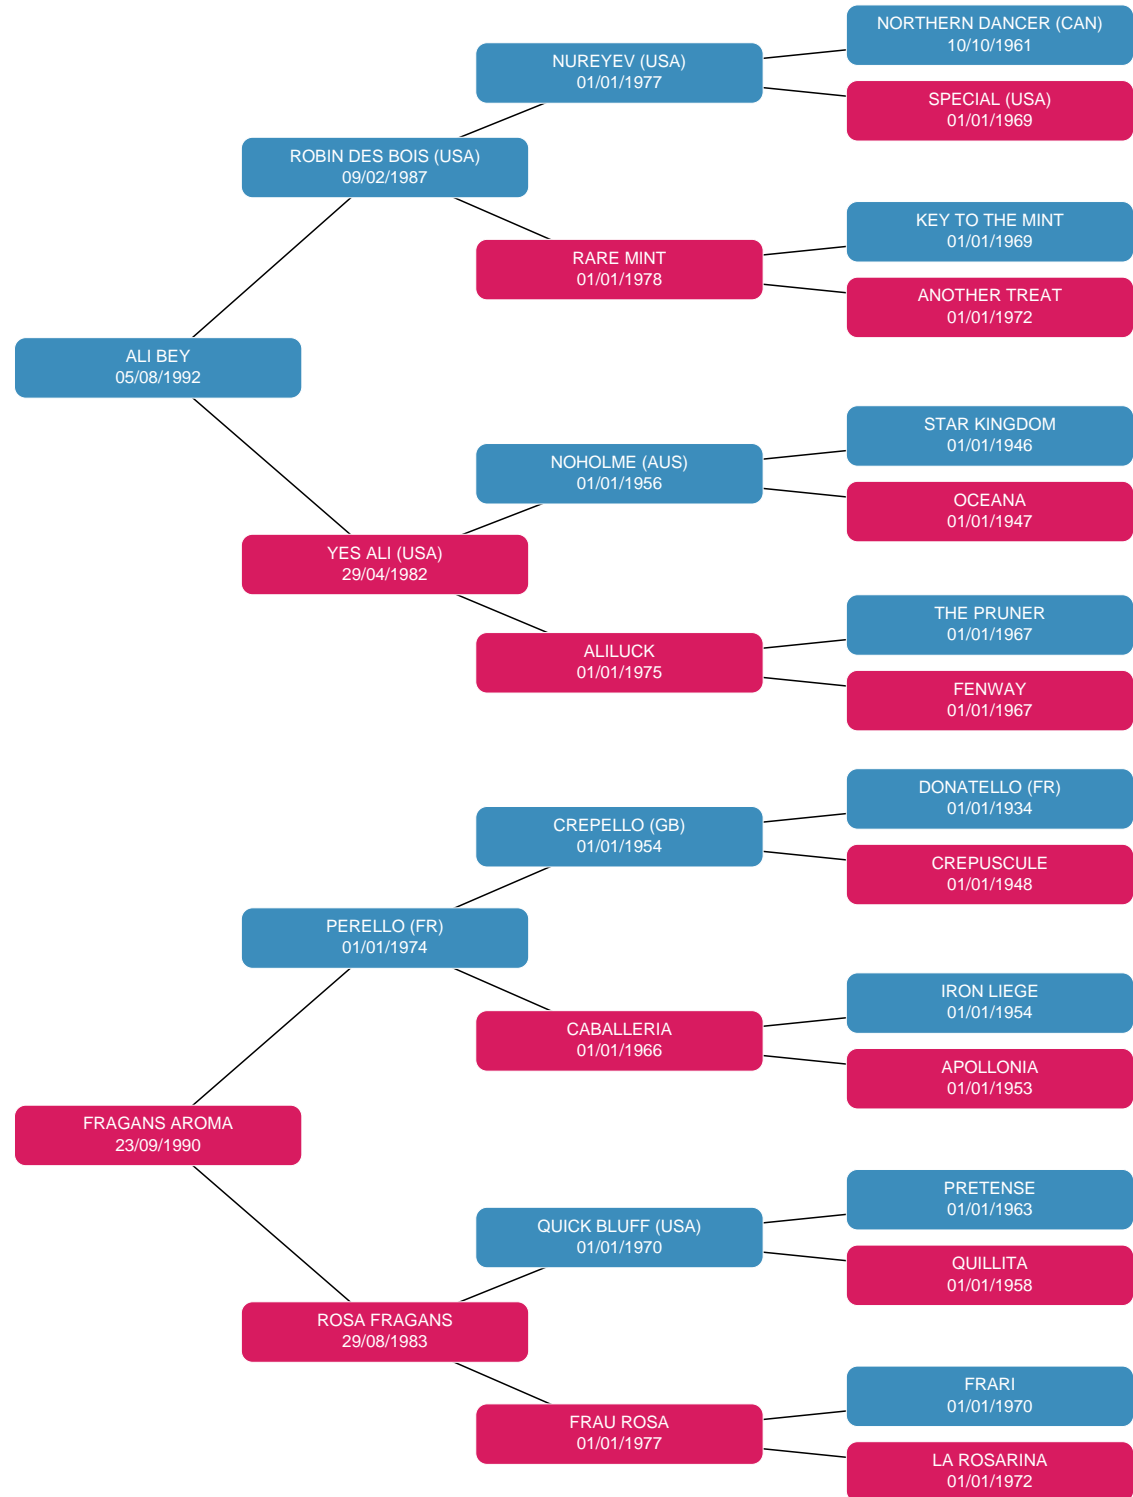 NORTHERN DANCER (CAN)
10/10/1961
NUREYEV (USA)
01/01/1977
SPECIAL (USA)
01/01/1969
ROBIN DES BOIS (USA)
09/02/1987
KEY TO THE MINT
01/01/1969
RARE MINT
01/01/1978
ANOTHER TREAT
01/01/1972
ALI BEY
05/08/1992
STAR KINGDOM
01/01/1946
NOHOLME (AUS)
01/01/1956
OCEANA
01/01/1947
YES ALI (USA)
29/04/1982
THE PRUNER
01/01/1967
ALILUCK
01/01/1975
FENWAY
01/01/1967
DONATELLO (FR)
01/01/1934
CREPELLO (GB)
01/01/1954
CREPUSCULE
01/01/1948
PERELLO (FR)
01/01/1974
IRON LIEGE
01/01/1954
CABALLERIA
01/01/1966
APOLLONIA
01/01/1953
FRAGANS AROMA
23/09/1990
PRETENSE
01/01/1963
QUICK BLUFF (USA)
01/01/1970
QUILLITA
01/01/1958
ROSA FRAGANS
29/08/1983
FRARI
01/01/1970
FRAU ROSA
01/01/1977
LA ROSARINA
01/01/1972